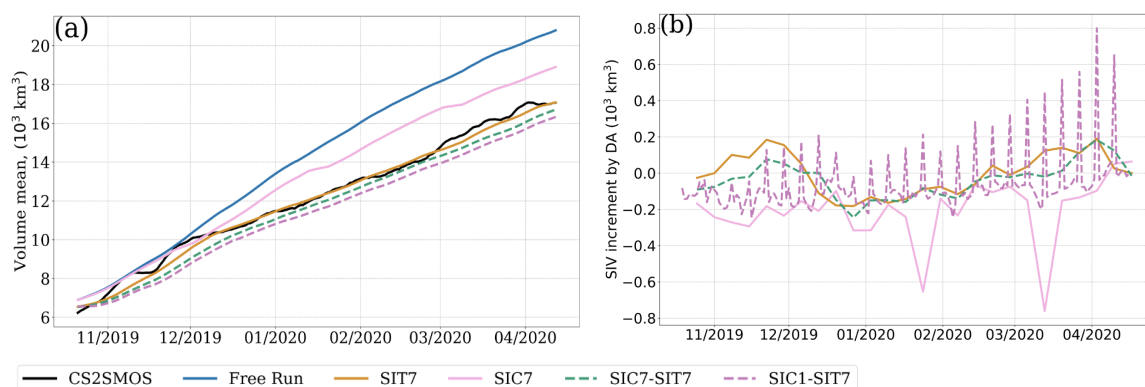 (a)
Volume mean, (10³ km³)
20
18
16
14
12
10
8
6
11/2019 12/2019 01/2020 02/2020 03/2020 04/2020
(b)
SIV increment by DA (10³ km³)
0.8
0.6
0.4
0.2
0.0
−0.2
−0.4
−0.6
−0.8
11/2019 12/2019 01/2020 02/2020 03/2020 04/2020
CS2SMOS Free Run SIT7 SIC7 SIC7-SIT7 SIC1-SIT7